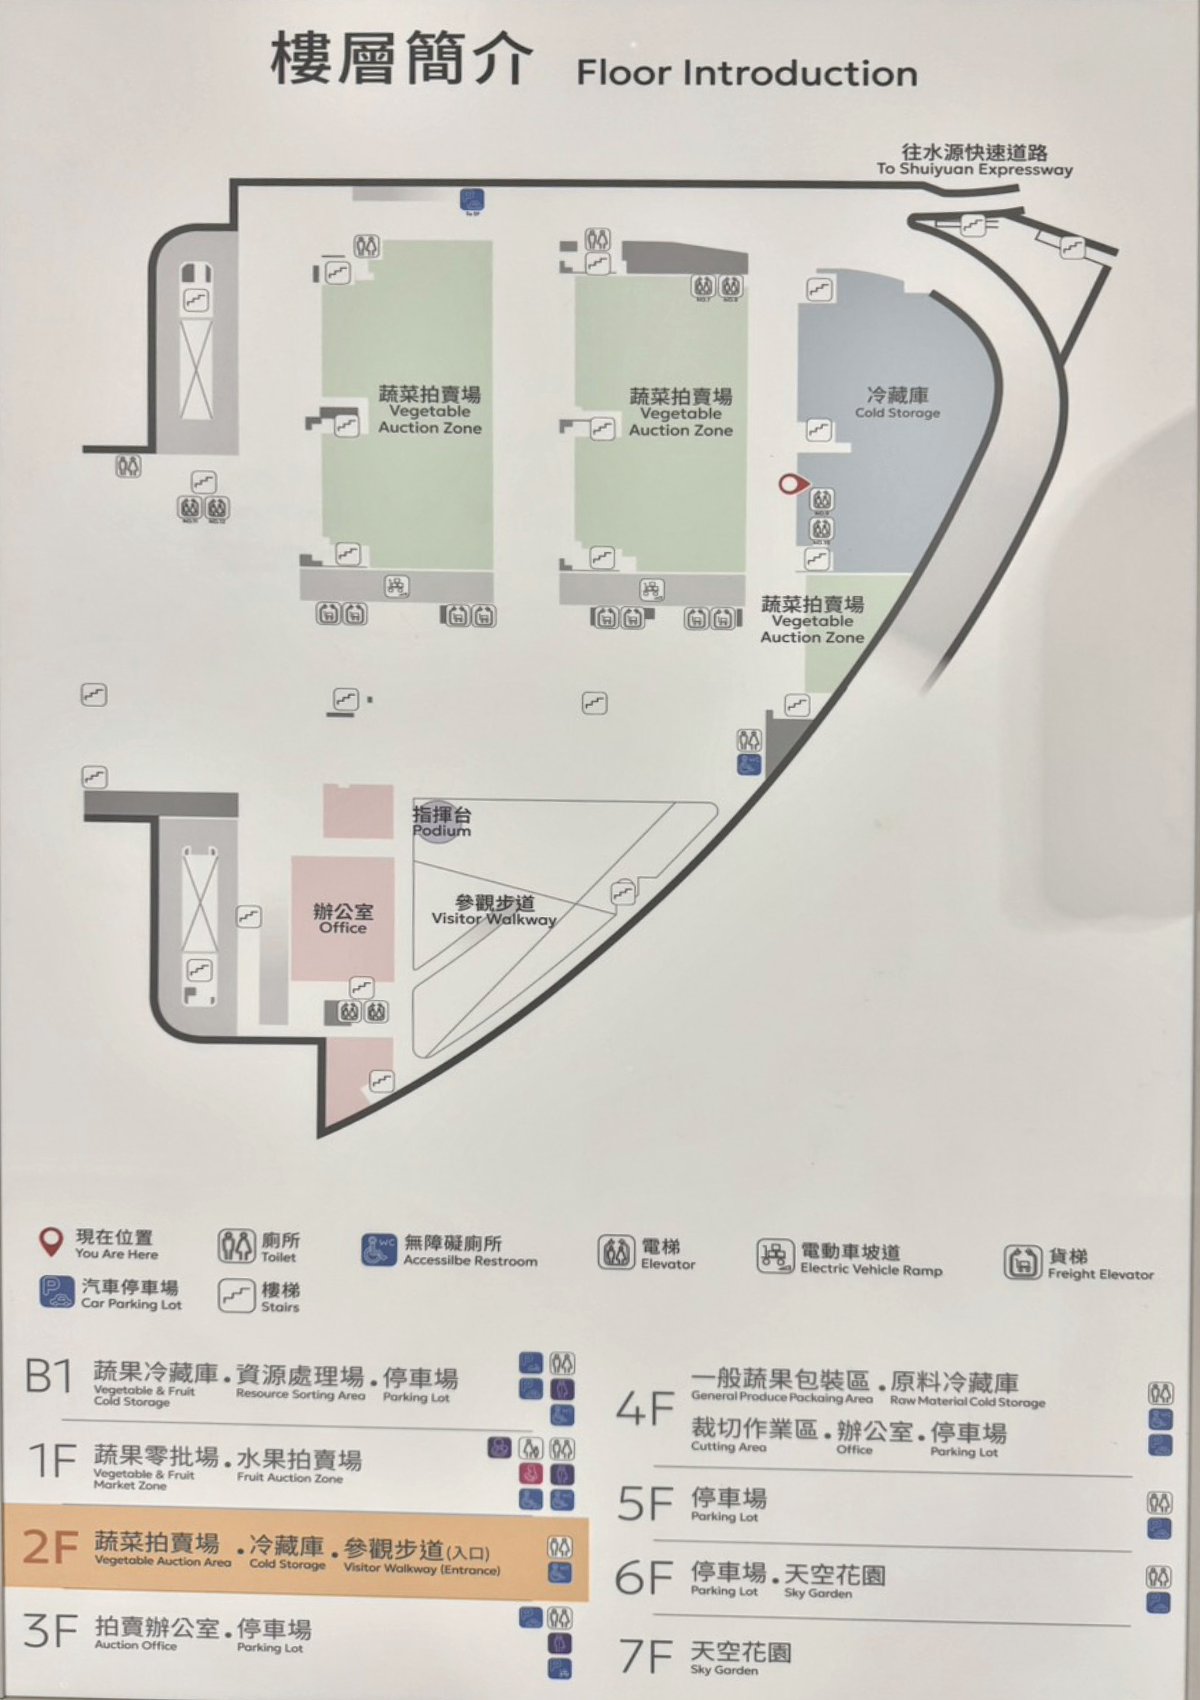 樓層簡介 Floor Introduction
往水源快速道路
To Shuiyuan Expressway
蔬菜拍賣場
Vegetable
Auction Zone
蔬菜拍賣場
Vegetable
Auction Zone
冷藏庫
Cold Storage
蔬菜拍賣場
Vegetable
Auction Zone
指揮台
Podium
參觀步道
Visitor Walkway
辦公室
Office
現在位置
You Are Here
廁所
Toilet
無障礙廁所
Accessilbe Restroom
電梯
Elevator
電動車坡道
Electric Vehicle Ramp
貨梯
Freight Elevator
汽車停車場
Car Parking Lot
樓梯
Stairs
B1 蔬果冷藏庫.資源處理場.停車場
Vegetable & Fruit Resource Sorting Area Parking Lot
Cold Storage
1F 蔬果零批場.水果拍賣場
Vegetable & Fruit Fruit Auction Zone
Market Zone
2F 蔬菜拍賣場.冷藏庫.參觀步道(入口)
Vegetable Auction Area Cold Storage Visitor Walkway (Entrance)
3F 拍賣辦公室.停車場
Auction Office Parking Lot
4F 一般蔬果包裝區.原料冷藏庫
General Produce Packaing Area Raw Material Cold Storage
裁切作業區.辦公室.停車場
Cutting Area Office Parking Lot
5F 停車場
Parking Lot
6F 停車場.天空花園
Parking Lot Sky Garden
7F 天空花園
Sky Garden